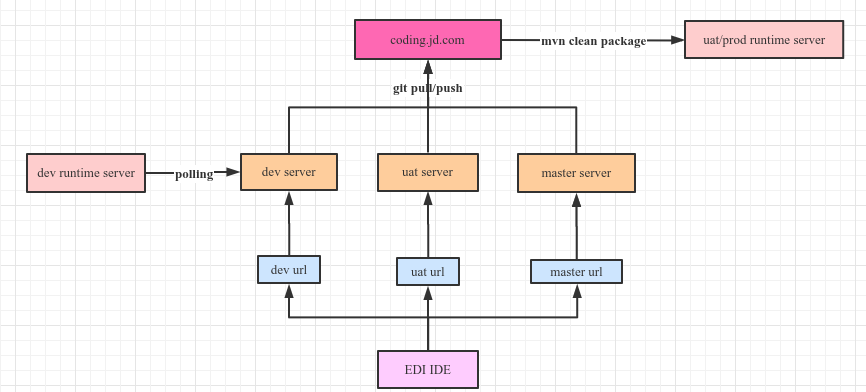 coding.jd.com
mvn clean package
uat/prod runtime server
git pull/push
dev runtime server
polling
dev server
uat server
master server
dev url
uat url
master url
EDI IDE